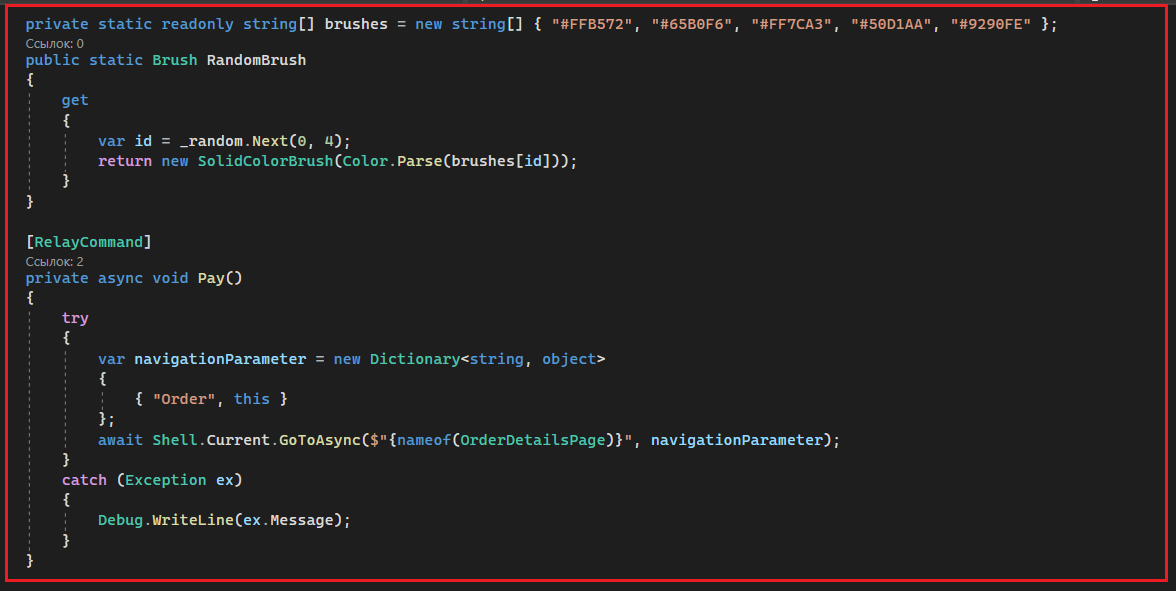 private static readonly string[] brushes = new string[] { "#FFB572", "#65B0F6", "#FF7CA3", "#50D1AA", "#9290FE" };
Ссылок: 0
public static Brush RandomBrush
{
get
{
var id = _random.Next(0, 4);
return new SolidColorBrush(Color.Parse(brushes[id]));
}
}
[RelayCommand]
Ссылок: 2
private async void Pay()
{
try
{
var navigationParameter = new Dictionary<string, object>
{
{ "Order", this }
};
await Shell.Current.GoToAsync($"{nameof(OrderDetailsPage)}", navigationParameter);
}
catch (Exception ex)
{
Debug.WriteLine(ex.Message);
}
}